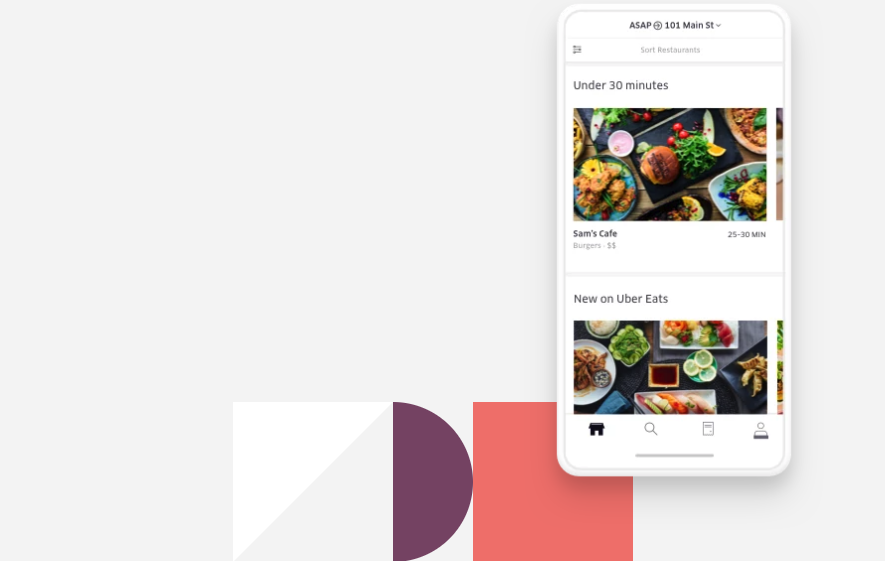 ASAP 101 Main St
Sort Restaurants
Under 30 minutes
Sam's Cafe
25-30 MIN
Burgers · $$
New on Uber Eats